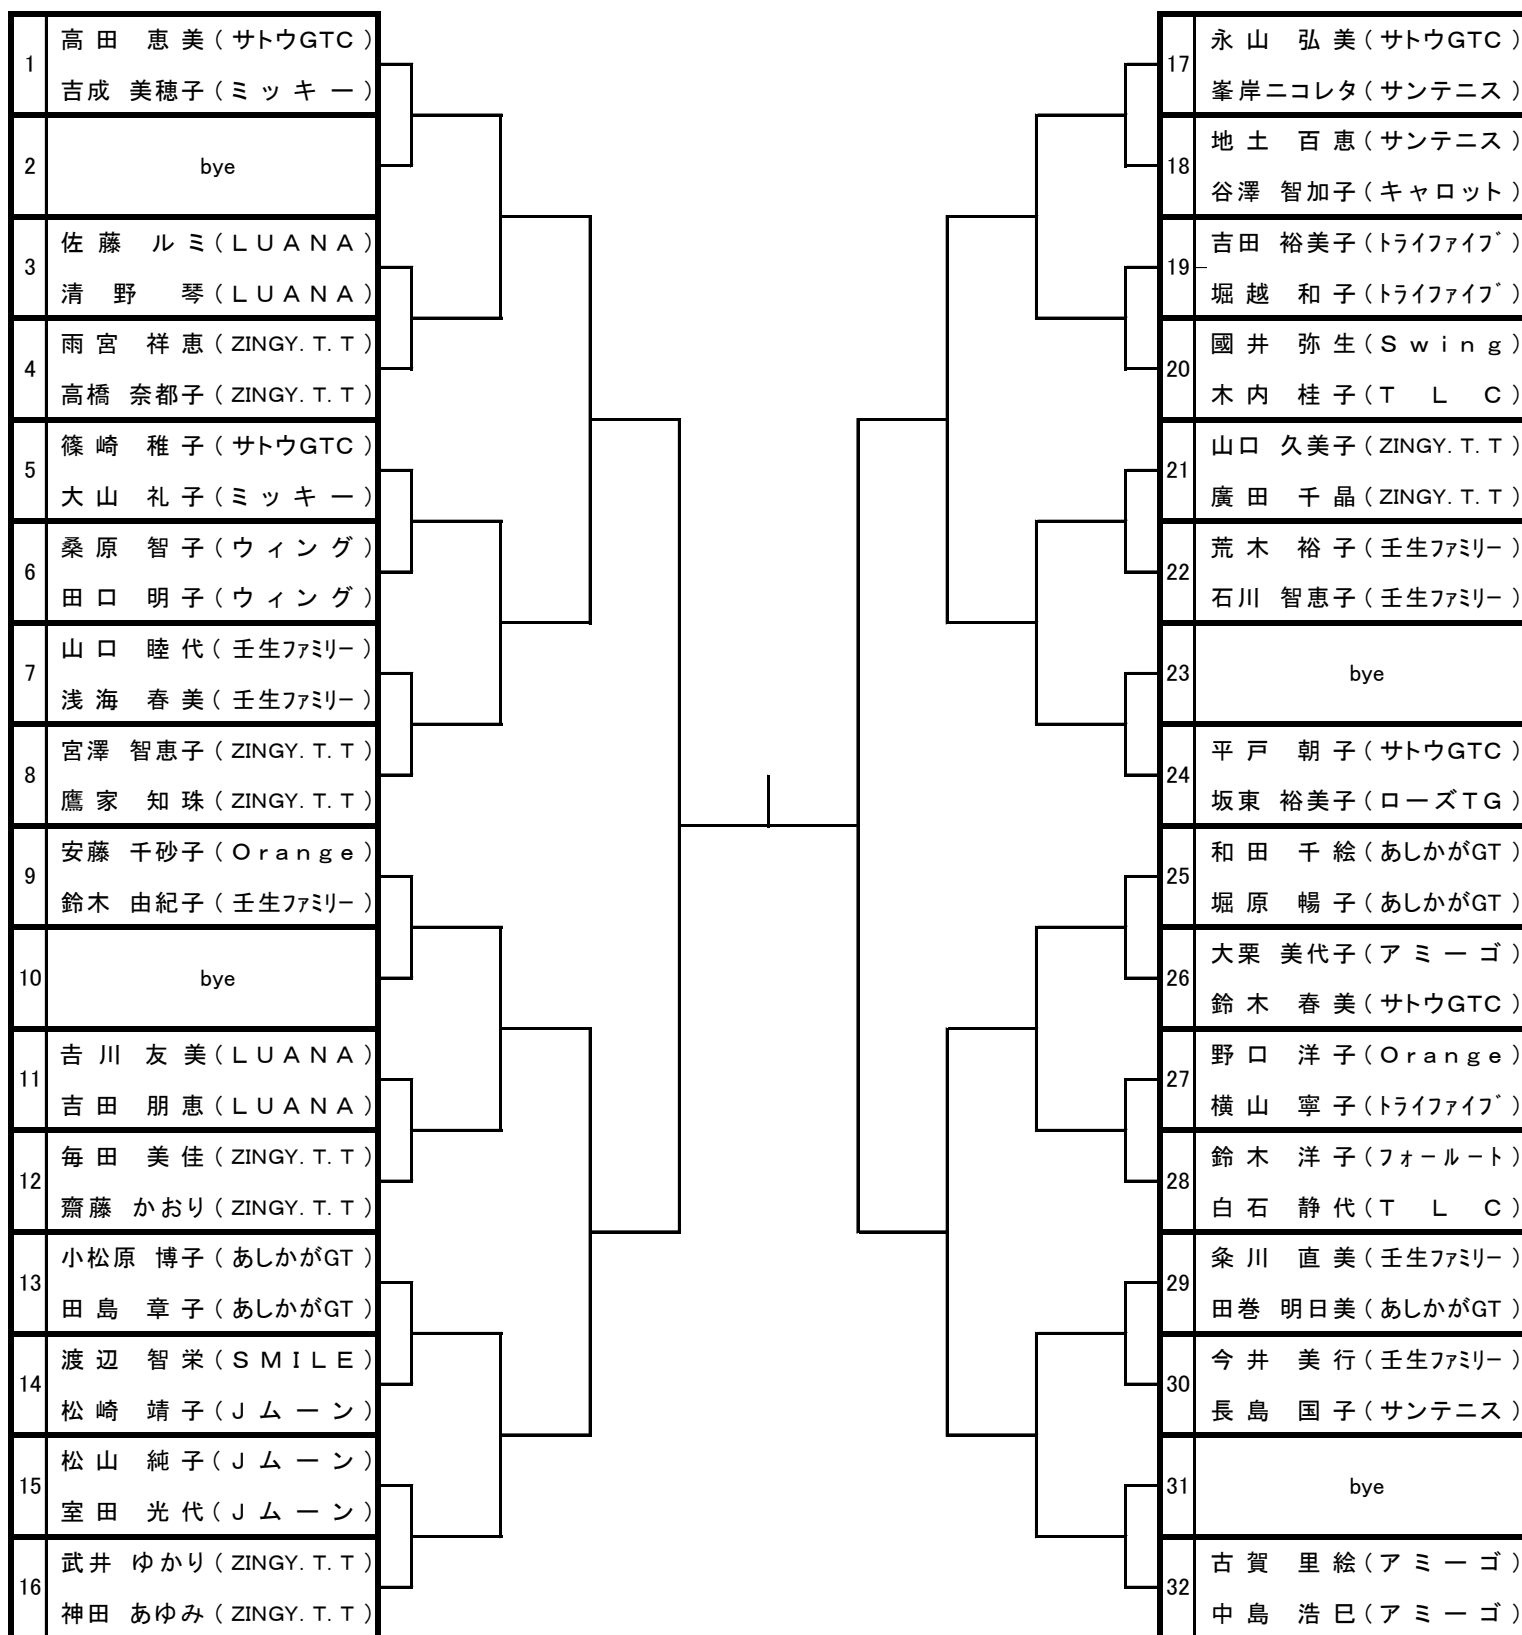 1
高田 恵美(サトウGTC)
吉成 美穂子(ミッキー)
2
bye
3
佐藤 ルミ(LUANA)
清野 琴(LUANA)
4
雨宮 祥恵(ZINGY.T.T)
高橋 奈都子(ZINGY.T.T)
5
篠崎 稚子(サトウGTC)
大山 礼子(ミッキー)
6
桑原 智子(ウィング)
田口 明子(ウィング)
7
山口 睦代(壬生ファミリー)
浅海 春美(壬生ファミリー)
8
宮澤 智恵子(ZINGY.T.T)
鷹家 知珠(ZINGY.T.T)
9
安藤 千砂子(Orange)
鈴木 由紀子(壬生ファミリー)
10
bye
11
吉川 友美(LUANA)
吉田 朋恵(LUANA)
12
毎田 美佳(ZINGY.T.T)
齋藤 かおり(ZINGY.T.T)
13
小松原 博子(あしかがGT)
田島 章子(あしかがGT)
14
渡辺 智栄(SMILE)
松崎 靖子(Jムーン)
15
松山 純子(Jムーン)
室田 光代(Jムーン)
16
武井 ゆかり(ZINGY.T.T)
神田 あゆみ(ZINGY.T.T)
17
永山 弘美(サトウGTC)
峯岸ニコレタ(サンテニス)
18
地土 百恵(サンテニス)
谷澤 智加子(キャロット)
19
吉田 裕美子(トライファイブ)
堀越 和子(トライファイブ)
20
國井 弥生(Swing)
木内 桂子(TLC)
21
山口 久美子(ZINGY.T.T)
廣田 千晶(ZINGY.T.T)
22
荒木 裕子(壬生ファミリー)
石川 智恵子(壬生ファミリー)
23
bye
24
平戸 朝子(サトウGTC)
坂東 裕美子(ローズTG)
25
和田 千絵(あしかがGT)
堀原 暢子(あしかがGT)
26
大栗 美代子(アミーゴ)
鈴木 春美(サトウGTC)
27
野口 洋子(Orange)
横山 寧子(トライファイブ)
28
鈴木 洋子(フォールート)
白石 静代(TLC)
29
粂川 直美(壬生ファミリー)
田巻 明日美(あしかがGT)
30
今井 美行(壬生ファミリー)
長島 国子(サンテニス)
31
bye
32
古賀 里絵(アミーゴ)
中島 浩巳(アミーゴ)